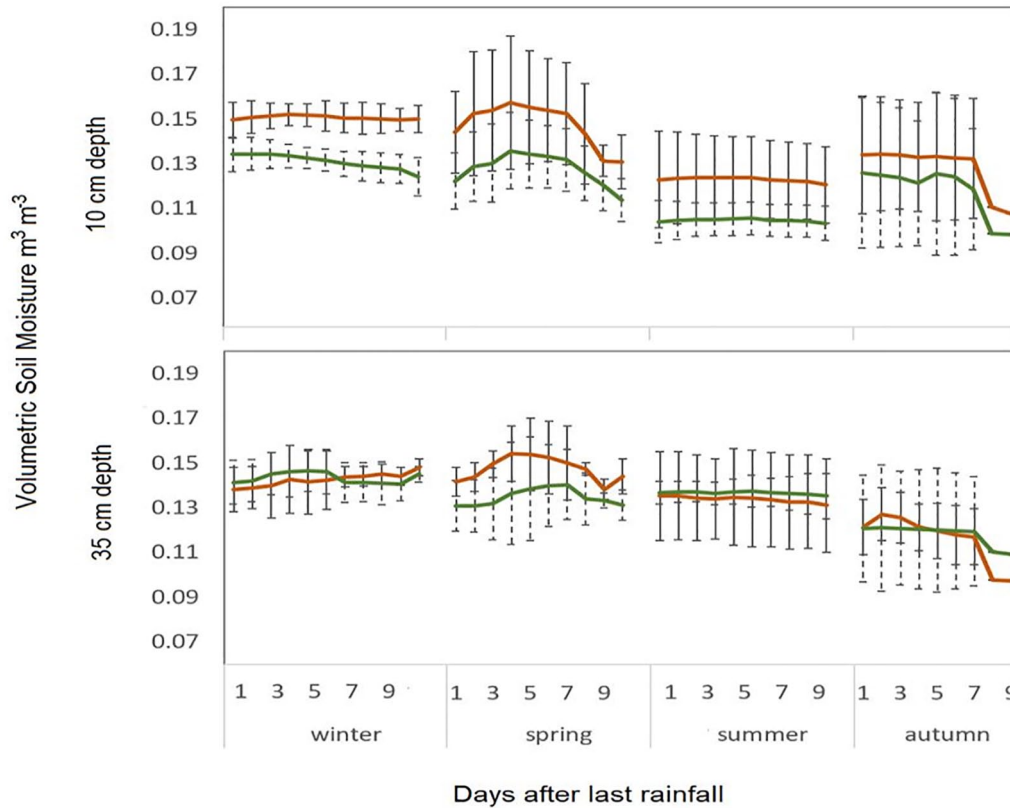 Volumetric Soil Moisture m³ m⁻³
10 cm depth
0.19
0.17
0.15
0.13
0.11
0.09
0.07
35 cm depth
0.19
0.17
0.15
0.13
0.11
0.09
0.07
1 3 5 7 9 1 3 5 7 9 1 3 5 7 9 1 3 5 7 9
winter spring summer autumn
Days after last rainfall